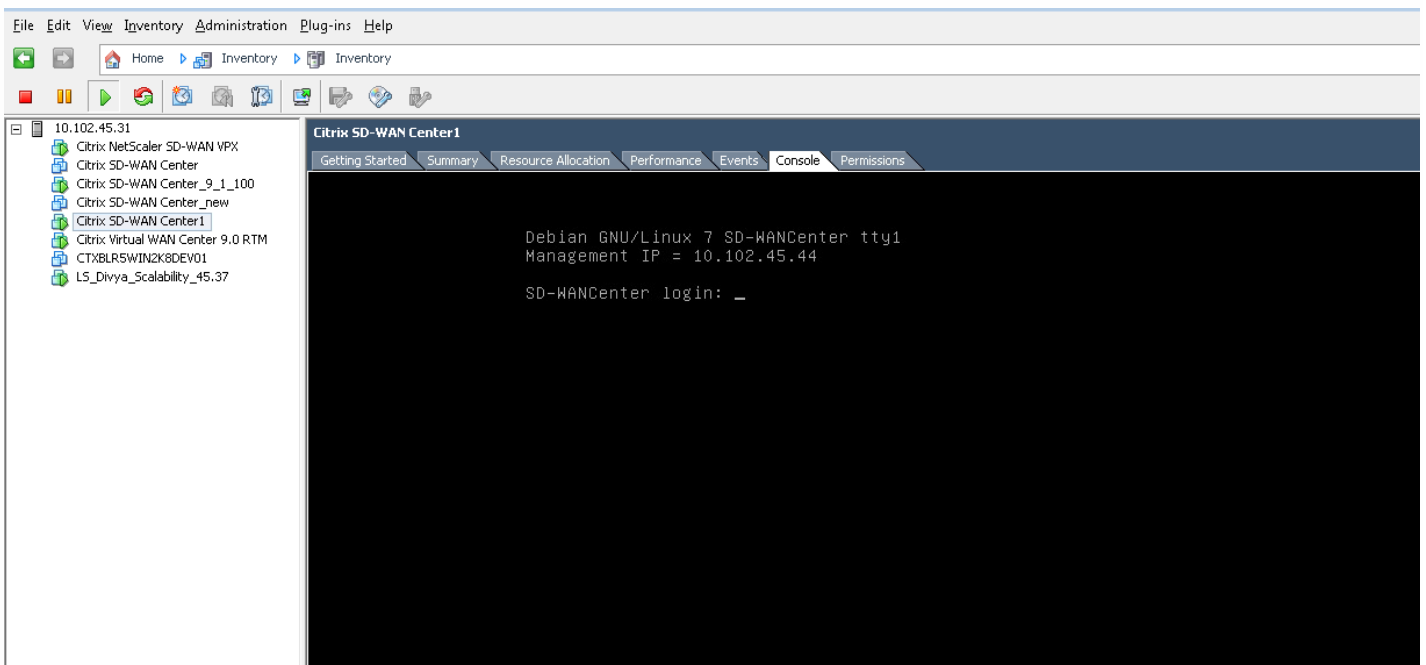 File Edit View Inventory Administration Plug-ins Help
Home Inventory Inventory
10.102.45.31
Citrix NetScaler SD-WAN VPX
Citrix SD-WAN Center
Citrix SD-WAN Center_9_1_100
Citrix SD-WAN Center_new
Citrix SD-WAN Center1
Citrix Virtual WAN Center 9.0 RTM
CTXBLR5WIN2K8DEV01
LS_Divya_Scalability_45.37
Citrix SD-WAN Center1
Getting Started Summary Resource Allocation Performance Events Console Permissions
Debian GNU/Linux 7 SD-WANCenter tty1
Management IP = 10.102.45.44
SD-WANCenter login: _